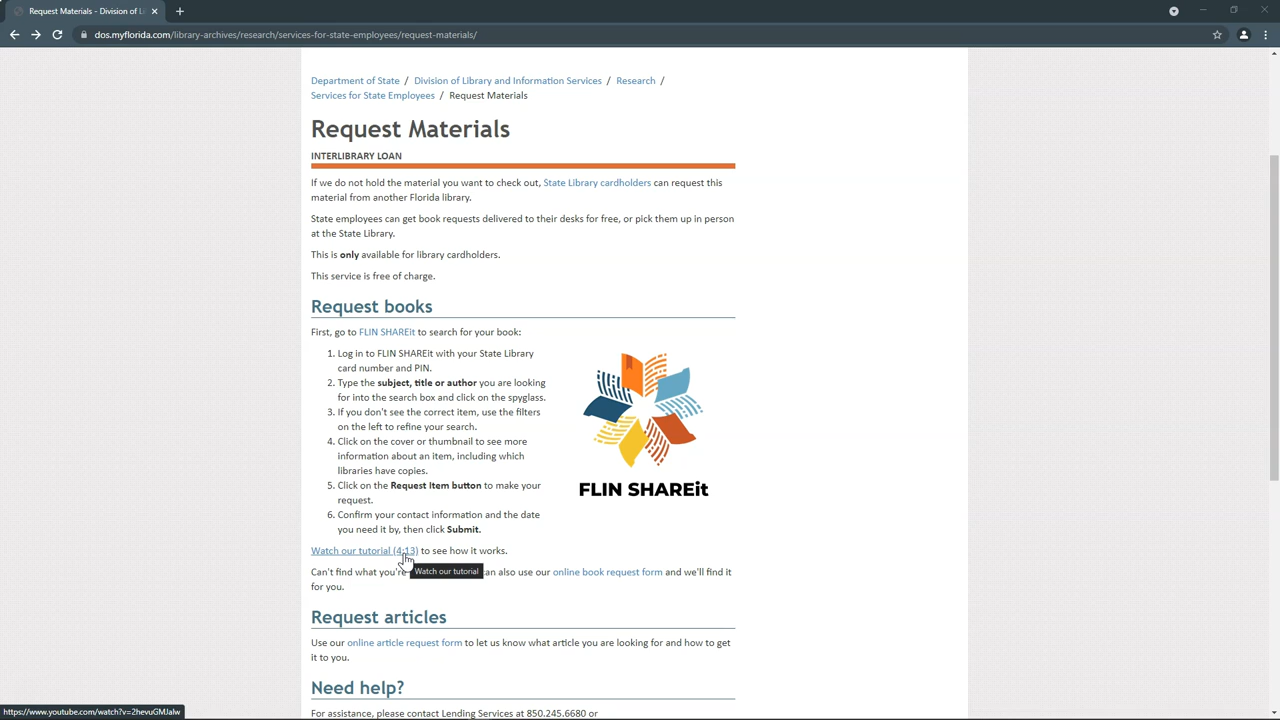 Request Materials - Division of Li
dos.myflorida.com/library-archives/research/services-for-state-employees/request-materials/
Department of State / Division of Library and Information Services / Research /
Services for State Employees / Request Materials
Request Materials
INTERLIBRARY LOAN
If we do not hold the material you want to check out, State Library cardholders can request this
material from another Florida library.
State employees can get book requests delivered to their desks for free, or pick them up in person
at the State Library.
This is only available for library cardholders.
This service is free of charge.
Request books
First, go to FLIN SHAREit to search for your book:
1. Log in to FLIN SHAREit with your State Library
card number and PIN.
2. Type the subject, title or author you are looking
for into the search box and click on the spyglass.
3. If you don't see the correct item, use the filters
on the left to refine your search.
4. Click on the cover or thumbnail to see more
information about an item, including which
libraries have copies.
5. Click on the Request Item button to make your
request.
6. Confirm your contact information and the date
you need it by, then click Submit.
FLIN SHAREit
Watch our tutorial (4:13) to see how it works.
Can't find what you're
Watch our tutorial
can also use our online book request form and we'll find it
for you.
Request articles
Use our online article request form to let us know what article you are looking for and how to get
it to you.
Need help?
For assistance, please contact Lending Services at 850.245.6680 or
https://www.youtube.com/watch?v=2hevuGMJalw